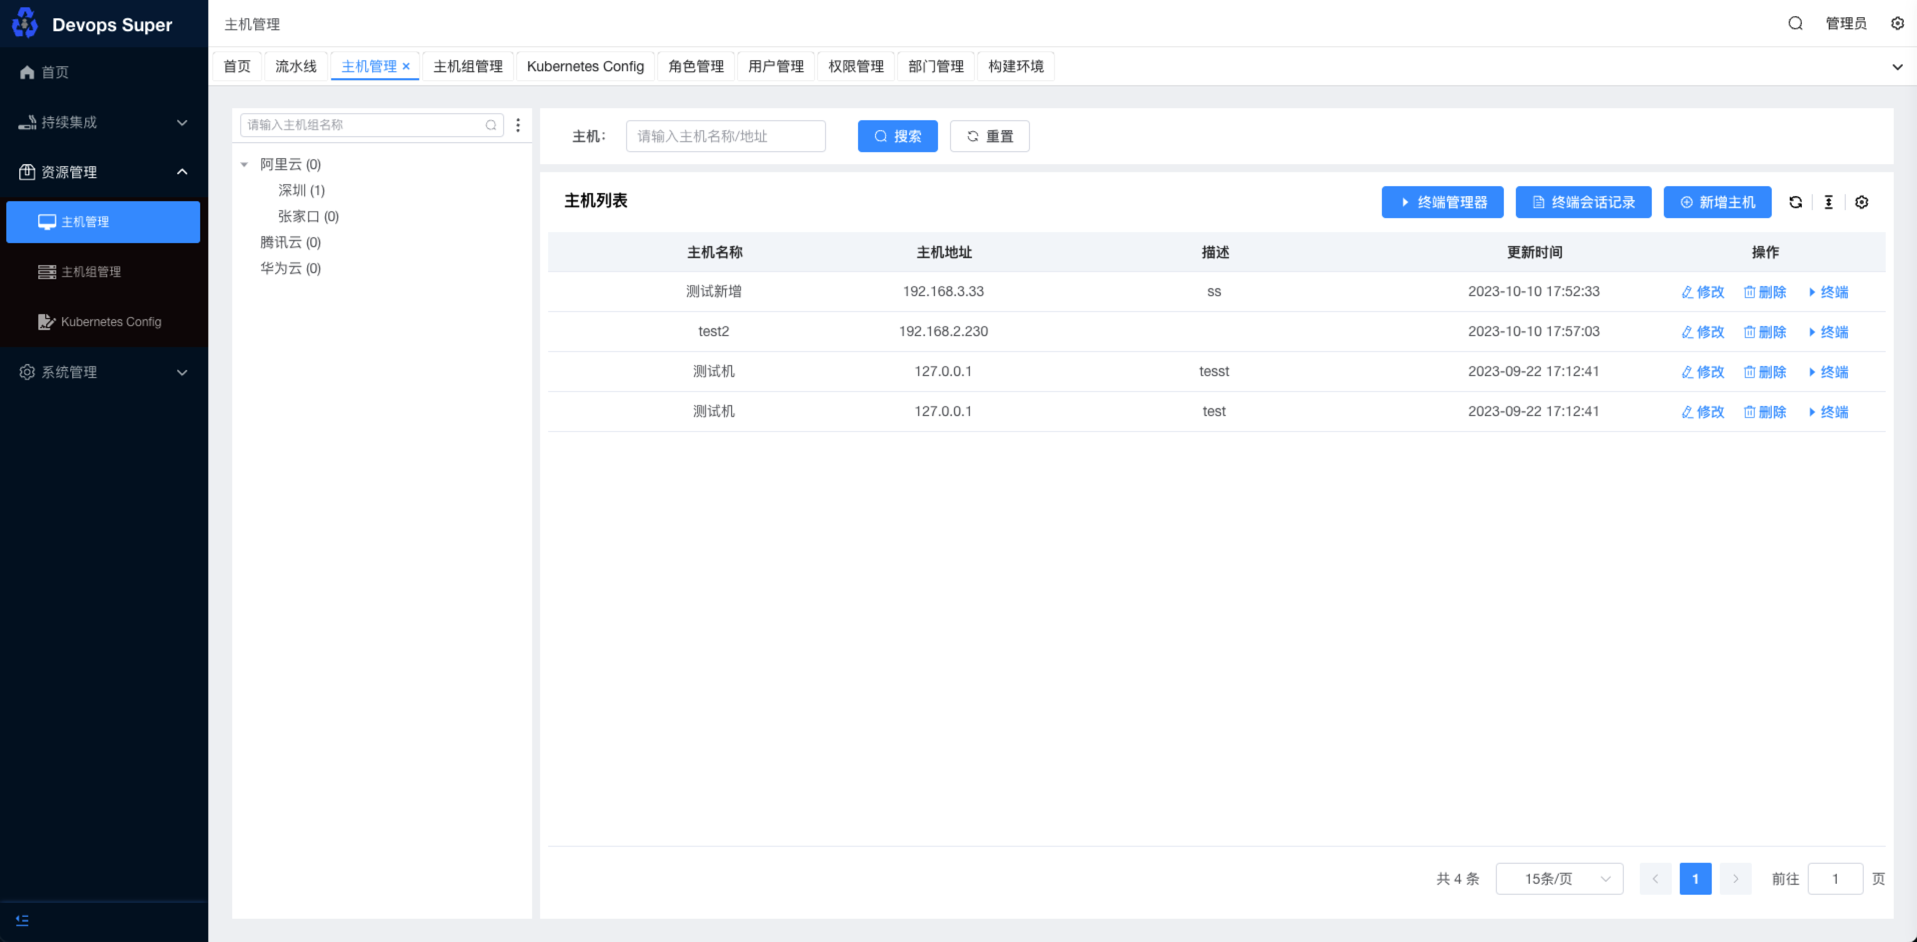 Devops Super
主机管理
管理员
首页
流水线
主机管理
主机组管理
Kubernetes Config
角色管理
用户管理
权限管理
部门管理
构建环境
首页
持续集成
资源管理
主机管理
主机组管理
Kubernetes Config
系统管理
请输入主机组名称
阿里云 (0)
深圳 (1)
张家口 (0)
腾讯云 (0)
华为云 (0)
主机： 请输入主机名称/地址 搜索 重置
主机列表 终端管理器 终端会话记录 新增主机
主机名称 主机地址 描述 更新时间 操作
测试新增 192.168.3.33 ss 2023-10-10 17:52:33 修改 删除 终端
test2 192.168.2.230 2023-10-10 17:57:03 修改 删除 终端
测试机 127.0.0.1 tesst 2023-09-22 17:12:41 修改 删除 终端
测试机 127.0.0.1 test 2023-09-22 17:12:41 修改 删除 终端
共 4 条 15条/页 1 前往 1 页